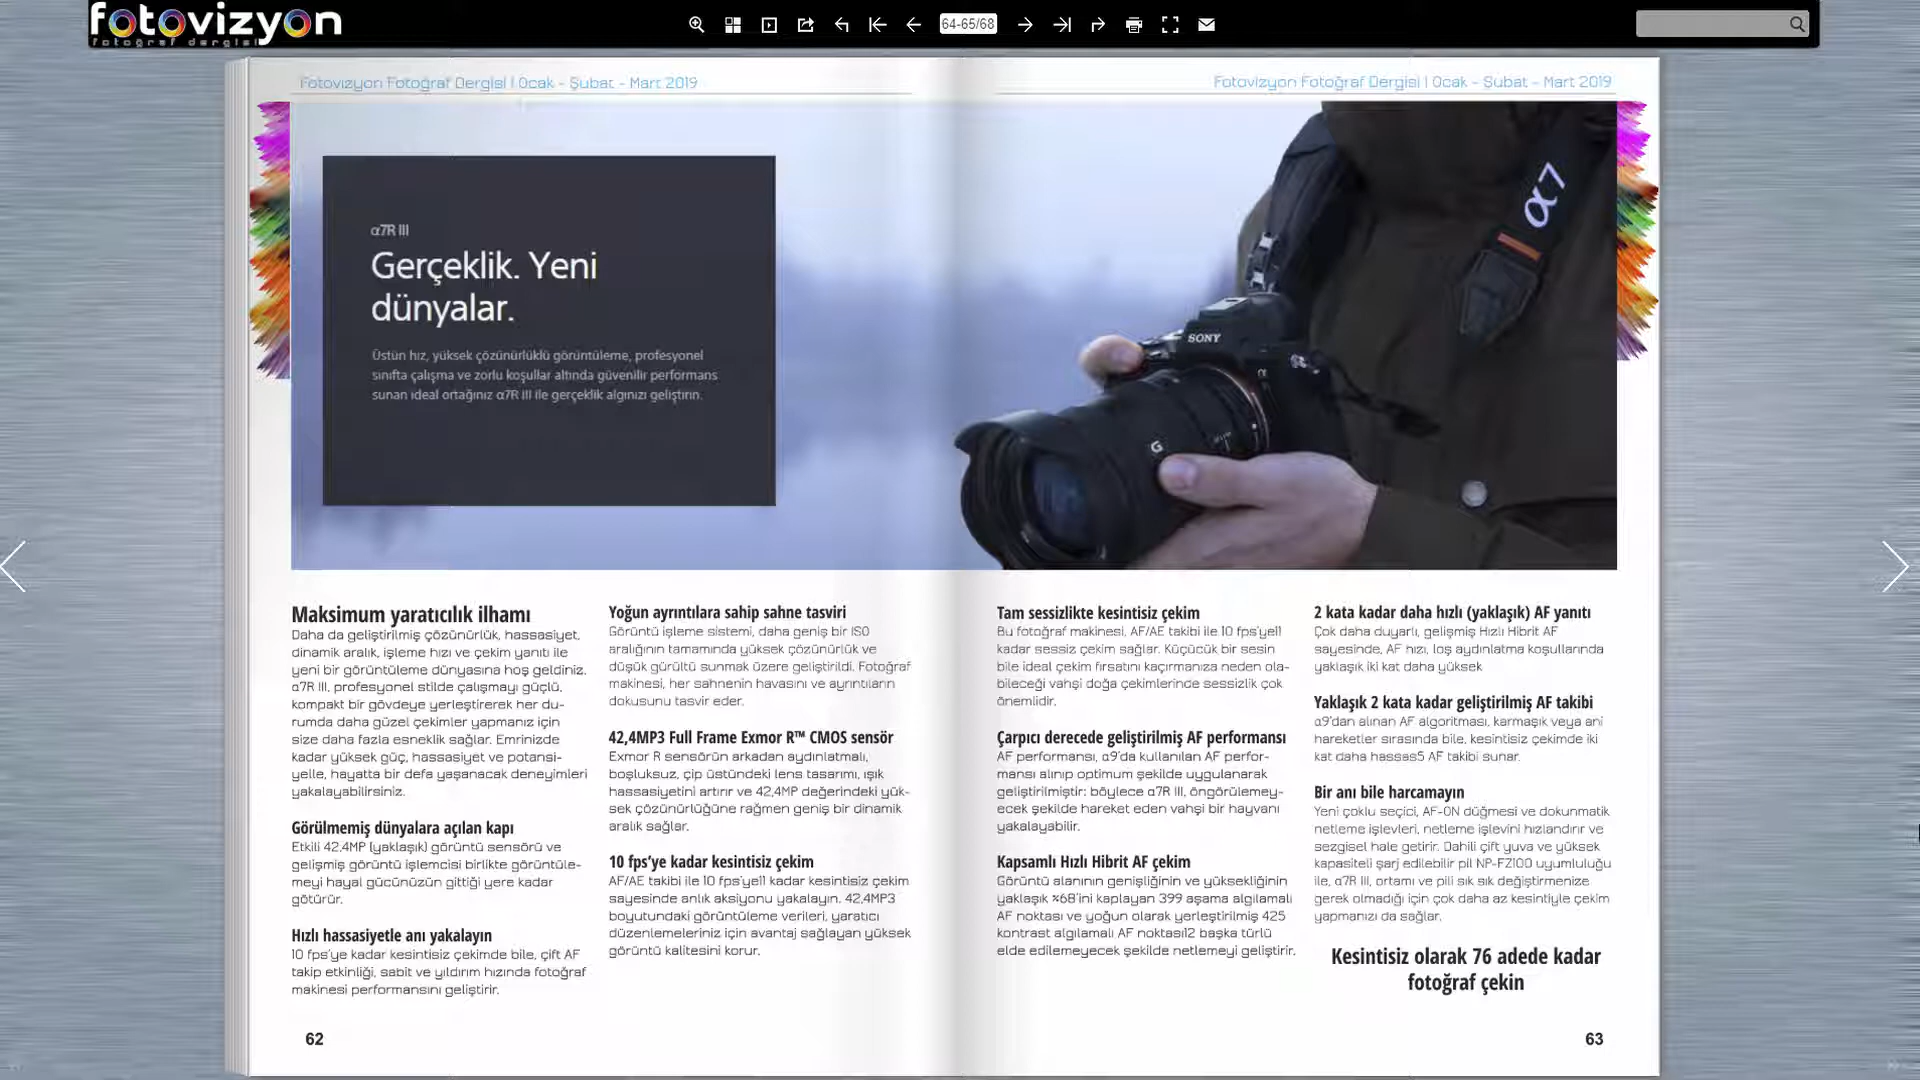 fotovizyon
fotoğraf dergisi
64-65/68
Fotovizyon Fotoğraf Dergisi | Ocak - Şubat - Mart 2019
Fotovizyon Fotoğraf Dergisi | Ocak - Şubat - Mart 2019
α7R III
Gerçeklik. Yeni
dünyalar.
Üstün hız, yüksek çözünürlüklü görüntüleme, profesyonel
sınıfta çalışma ve zorlu koşullar altında güvenilir performans
sunan ideal ortağınız α7R III ile gerçeklik algınızı geliştirin.
α7
SONY
G
Maksimum yaratıcılık ilhamı
Daha da geliştirilmiş çözünürlük, hassasiyet,
dinamik aralık, işleme hızı ve çekim yanıtı ile
yeni bir görüntüleme dünyasına hoş geldiniz.
α7R III, profesyonel stilde çalışmayı güçlü,
kompakt bir gövdeye yerleştirerek her du-
rumda daha güzel çekimler yapmanız için
size daha fazla esneklik sağlar. Emrinizde
kadar yüksek güç, hassasiyet ve potansi-
yelle, hayatta bir defa yaşanacak deneyimleri
yakalayabilirsiniz.
Görülmemiş dünyalara açılan kapı
Etkili 42,4MP (yaklaşık) görüntü sensörü ve
gelişmiş görüntü işlemcisi birlikte görüntüle-
meyi hayal gücünüzün gittiği yere kadar
götürür.
Hızlı hassasiyetle anı yakalayın
10 fps'ye kadar kesintisiz çekimde bile, çift AF
takip etkinliği, sabit ve yıldırım hızında fotoğraf
makinesi performansını geliştirir.
Yoğun ayrıntılara sahip sahne tasviri
Görüntü işleme sistemi, daha geniş bir ISO
aralığının tamamında yüksek çözünürlük ve
düşük gürültü sunmak üzere geliştirildi. Fotoğraf
makinesi, her sahnenin havasını ve ayrıntıların
dokusunu tasvir eder.
42,4MP3 Full Frame Exmor R™ CMOS sensör
Exmor R sensörün arkadan aydınlatmalı,
boşluksuz, çip üstündeki lens tasarımı, ışık
hassasiyetini artırır ve 42,4MP değerindeki yük-
sek çözünürlüğüne rağmen geniş bir dinamik
aralık sağlar.
10 fps'ye kadar kesintisiz çekim
AF/AE takibi ile 10 fps'ye11 kadar kesintisiz çekim
sayesinde anlık aksiyonu yakalayın. 42,4MP3
boyutundaki görüntüleme verileri, yaratıcı
düzenlemeleriniz için avantaj sağlayan yüksek
görüntü kalitesini korur.
62
Tam sessizlikte kesintisiz çekim
Bu fotoğraf makinesi, AF/AE takibi ile 10 fps'ye11
kadar sessiz çekim sağlar. Küçücük bir sesin
bile ideal çekim fırsatını kaçırmanıza neden ola-
bileceği vahşi doğa çekimlerinde sessizlik çok
önemlidir.
Çarpıcı derecede geliştirilmiş AF performansı
AF performansı, α9'da kullanılan AF perfor-
mansı alınıp optimum şekilde uygulanarak
geliştirilmiştir; böylece α7R III, öngörülemey-
ecek şekilde hareket eden vahşi bir hayvanı
yakalayabilir.
Kapsamlı Hızlı Hibrit AF çekim
Görüntü alanının genişliğinin ve yüksekliğinin
yaklaşık %68'ini kaplayan 399 aşama algılamalı
AF noktası ve yoğun olarak yerleştirilmiş 425
kontrast algılamalı AF noktası12 başka türlü
elde edilemeyecek şekilde netlemeyi geliştirir.
2 kata kadar daha hızlı (yaklaşık) AF yanıtı
Çok daha duyarlı, gelişmiş Hızlı Hibrit AF
sayesinde, AF hızı, loş aydınlatma koşullarında
yaklaşık iki kat daha yüksek
Yaklaşık 2 kata kadar geliştirilmiş AF takibi
α9'dan alınan AF algoritması, karmaşık veya ani
hareketler sırasında bile, kesintisiz çekimde iki
kat daha hassas5 AF takibi sunar.
Bir anı bile harcamayın
Yeni çoklu seçici, AF-ON düğmesi ve dokunmatik
netleme işlevleri, netleme işlevini hızlandırır ve
sezgisel hale getirir. Dahili çift yuva ve yüksek
kapasiteli şarj edilebilir pil NP-FZ100 uyumluluğu
ile, α7R III, ortamı ve pili sık sık değiştirmenize
gerek olmadığı için çok daha az kesintiyle çekim
yapmanızı da sağlar.
Kesintisiz olarak 76 adede kadar
fotoğraf çekin
63